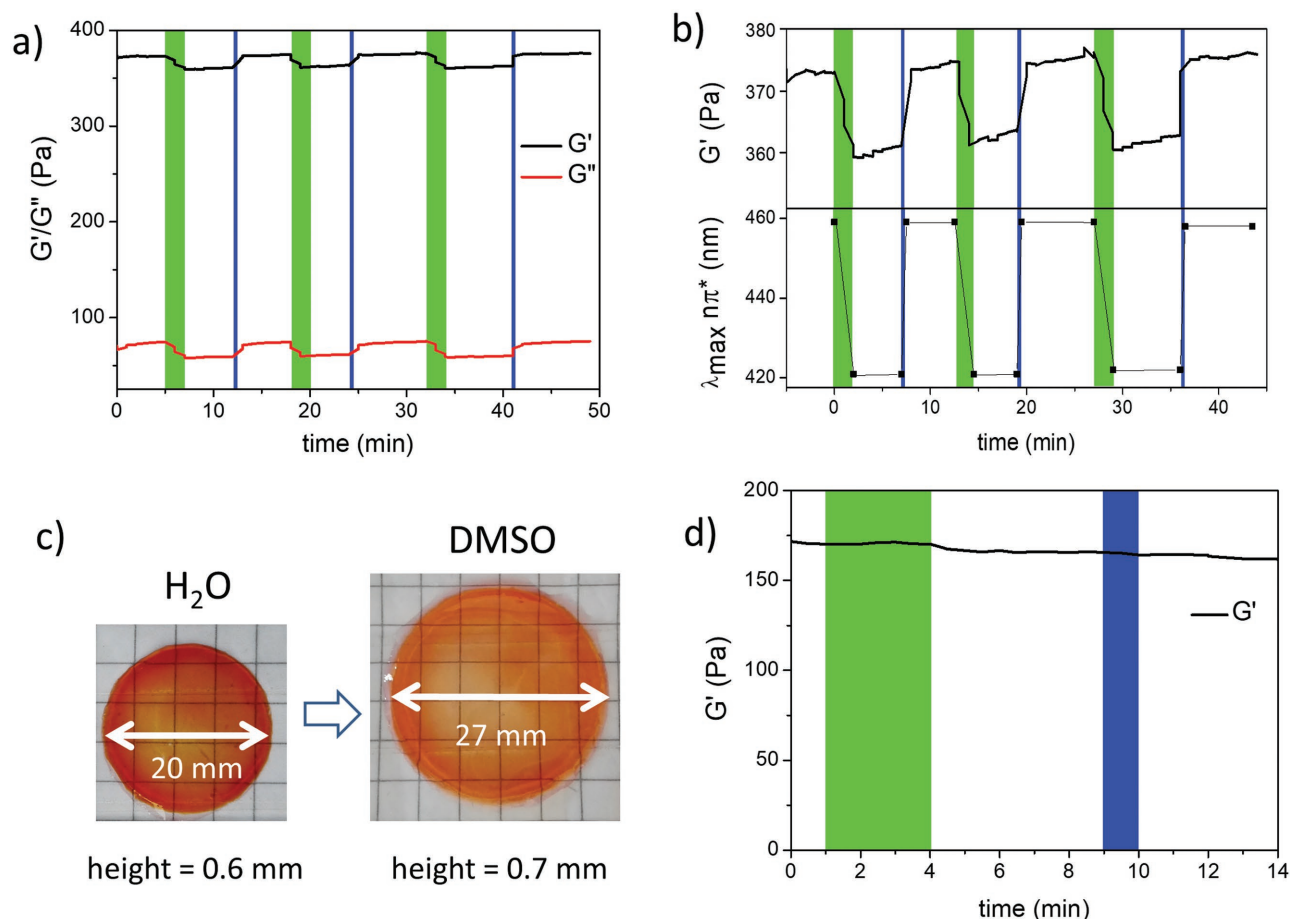 a)
400
300
200
100
G'/G" (Pa)
G'
G"
0 10 20 30 40 50
time (min)
b)
380
370
360
G' (Pa)
460
440
420
λmax nπ* (nm)
0 10 20 30 40
time (min)
c)
H₂O
DMSO
20 mm
27 mm
height = 0.6 mm
height = 0.7 mm
d)
200
150
100
50
0
G' (Pa)
G'
0 2 4 6 8 10 12 14
time (min)